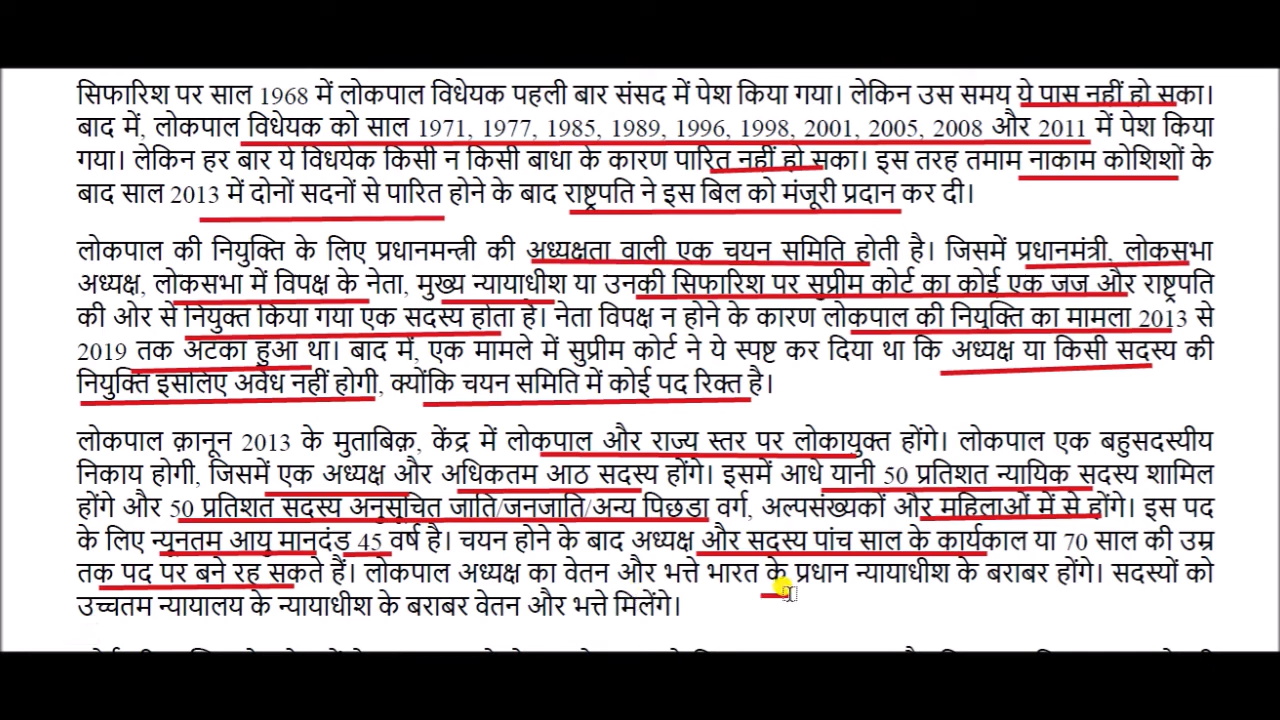 सिफारिश पर साल 1968 में लोकपाल विधेयक पहली बार संसद में पेश किया गया। लेकिन उस समय ये पास नहीं हो सका।
बाद में, लोकपाल विधेयक को साल 1971, 1977, 1985, 1989, 1996, 1998, 2001, 2005, 2008 और 2011 में पेश किया
गया। लेकिन हर बार ये विधयेक किसी न किसी बाधा के कारण पारित नहीं हो सका। इस तरह तमाम नाकाम कोशिशों के
बाद साल 2013 में दोनों सदनों से पारित होने के बाद राष्ट्रपति ने इस बिल को मंजूरी प्रदान कर दी।
लोकपाल की नियुक्ति के लिए प्रधानमन्त्री की अध्यक्षता वाली एक चयन समिति होती है। जिसमें प्रधानमंत्री, लोकसभा
अध्यक्ष, लोकसभा में विपक्ष के नेता, मुख्य न्यायाधीश या उनकी सिफारिश पर सुप्रीम कोर्ट का कोई एक जज और राष्ट्रपति
की ओर से नियुक्त किया गया एक सदस्य होता है। नेता विपक्ष न होने के कारण लोकपाल की नियुक्ति का मामला 2013 से
2019 तक अटका हुआ था। बाद में, एक मामले में सुप्रीम कोर्ट ने ये स्पष्ट कर दिया था कि अध्यक्ष या किसी सदस्य की
नियुक्ति इसलिए अवैध नहीं होगी, क्योंकि चयन समिति में कोई पद रिक्त है।
लोकपाल क़ानून 2013 के मुताबिक़, केंद्र में लोकपाल और राज्य स्तर पर लोकायुक्त होंगे। लोकपाल एक बहुसदस्यीय
निकाय होगी, जिसमें एक अध्यक्ष और अधिकतम आठ सदस्य होंगे। इसमें आधे यानी 50 प्रतिशत न्यायिक सदस्य शामिल
होंगे और 50 प्रतिशत सदस्य अनुसूचित जाति/जनजाति/अन्य पिछडा वर्ग, अल्पसंख्यकों और महिलाओं में से होंगे। इस पद
के लिए न्यूनतम आयु मानदंड 45 वर्ष है। चयन होने के बाद अध्यक्ष और सदस्य पांच साल के कार्यकाल या 70 साल की उम्र
तक पद पर बने रह सकते हैं। लोकपाल अध्यक्ष का वेतन और भत्ते भारत के प्रधान न्यायाधीश के बराबर होंगे। सदस्यों को
उच्चतम न्यायालय के न्यायाधीश के बराबर वेतन और भत्ते मिलेंगे।